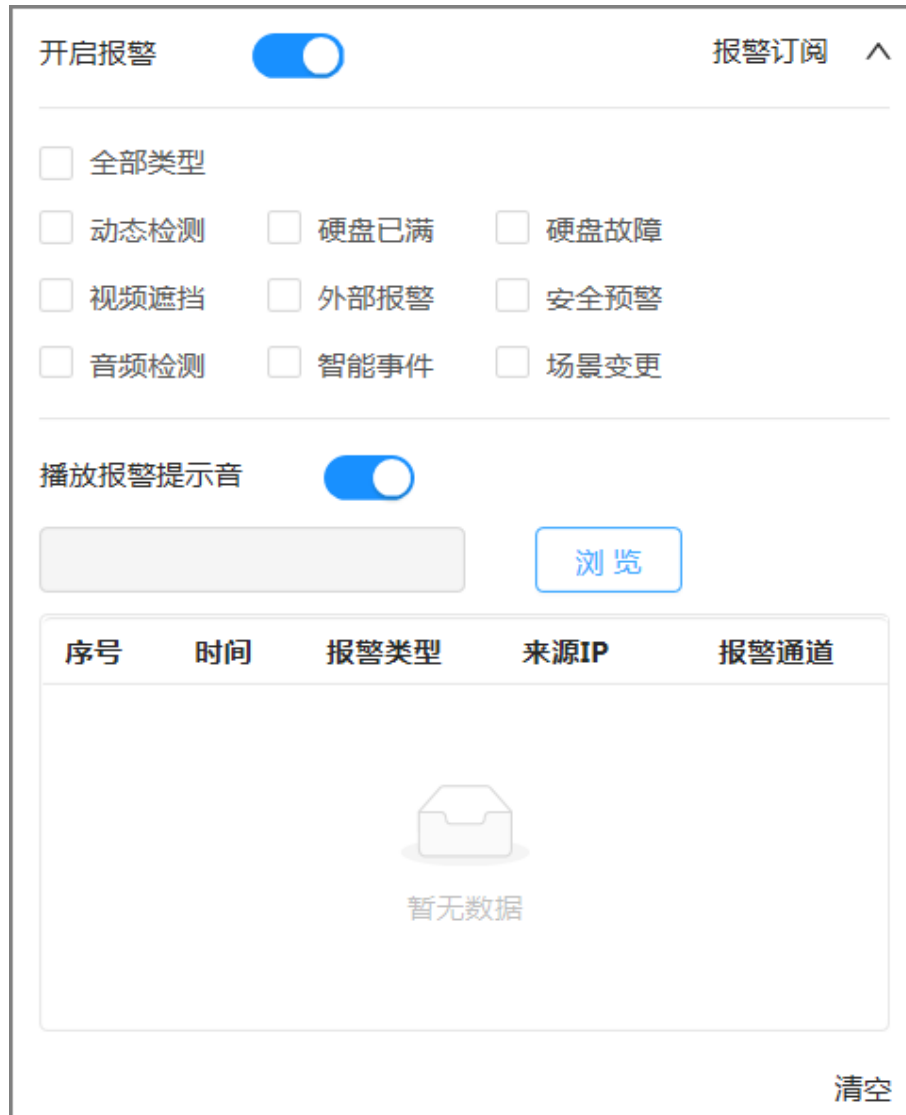 开启报警 报警订阅
全部类型
动态检测 硬盘已满 硬盘故障
视频遮挡 外部报警 安全预警
音频检测 智能事件 场景变更
播放报警提示音
浏览
序号 时间 报警类型 来源IP 报警通道
暂无数据
清空